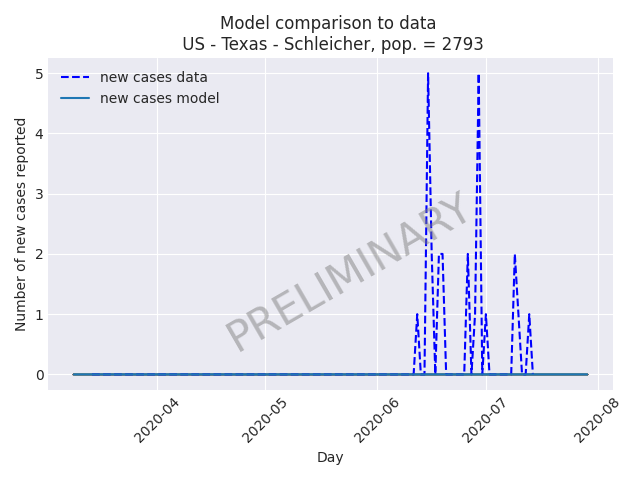 Model comparison to data
US - Texas - Schleicher, pop. = 2793
new cases data
new cases model
Number of new cases reported
5
4
3
2
1
0
PRELIMINARY
2020-04
2020-05
2020-06
2020-07
2020-08
Day